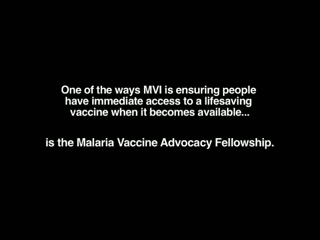 One of the ways MVI is ensuring people
have immediate access to a lifesaving
vaccine when it becomes available...
is the Malaria Vaccine Advocacy Fellowship.